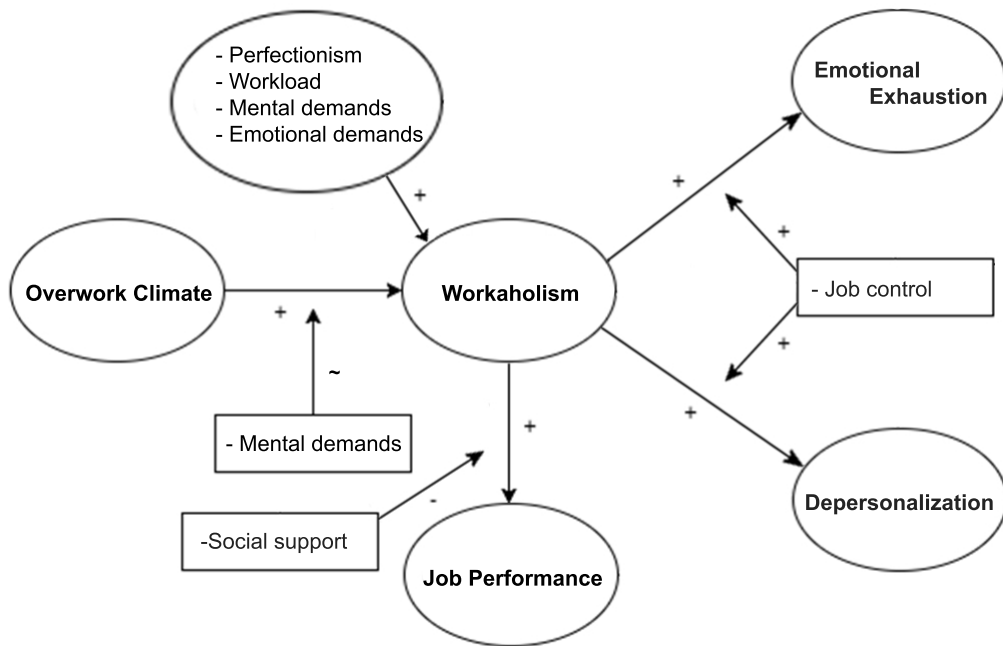 - Perfectionism
- Workload
- Mental demands
- Emotional demands
Emotional
Exhaustion
+
+
+
Overwork Climate
Workaholism
- Job control
+
+
~
+
+
- Mental demands
-
-Social support
Depersonalization
Job Performance